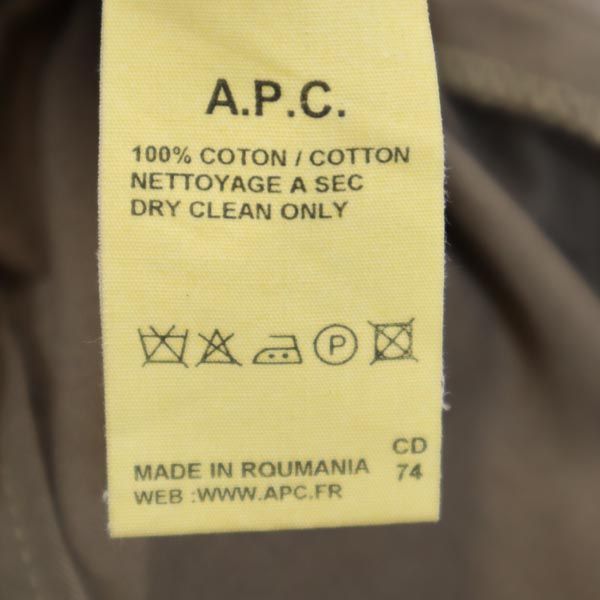 A.P.C.
100% COTON / COTTON
NETTOYAGE A SEC
DRY CLEAN ONLY
P
CD
MADE IN ROUMANIA 74
WEB :WWW.APC.FR